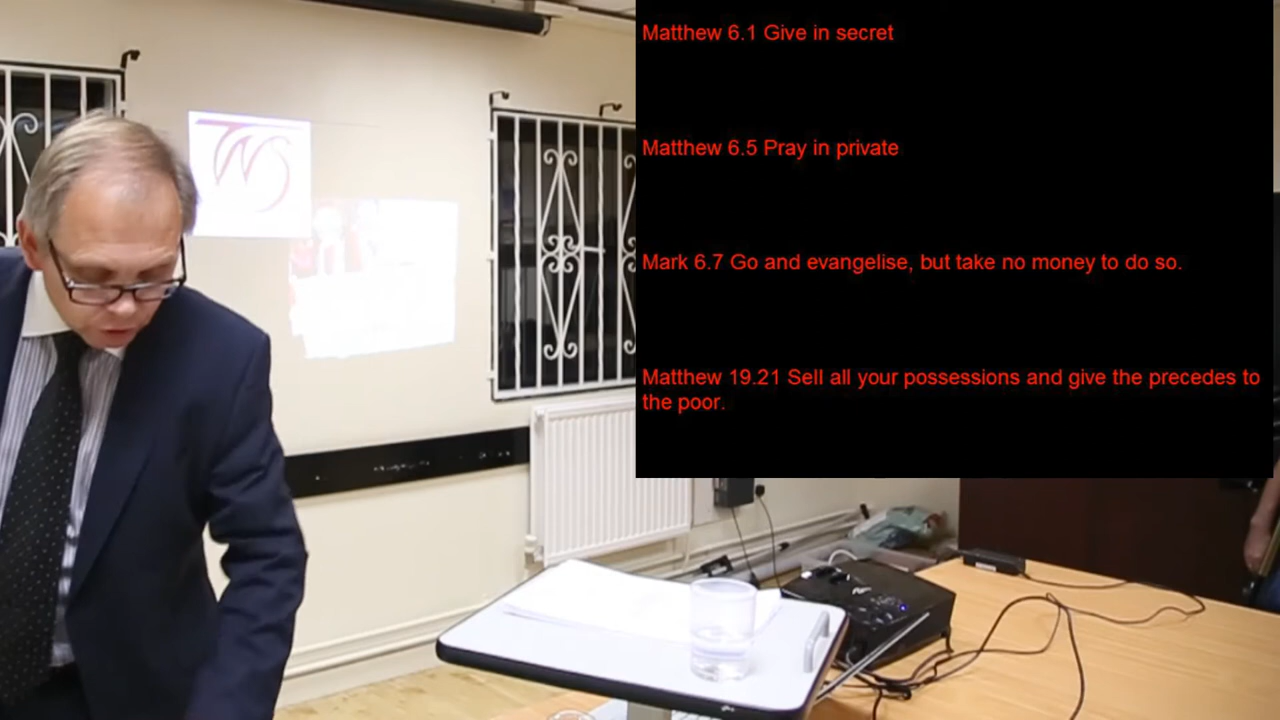 TNS
Matthew 6.1 Give in secret
Matthew 6.5 Pray in private
Mark 6.7 Go and evangelise, but take no money to do so.
Matthew 19.21 Sell all your possessions and give the precedes to
the poor.